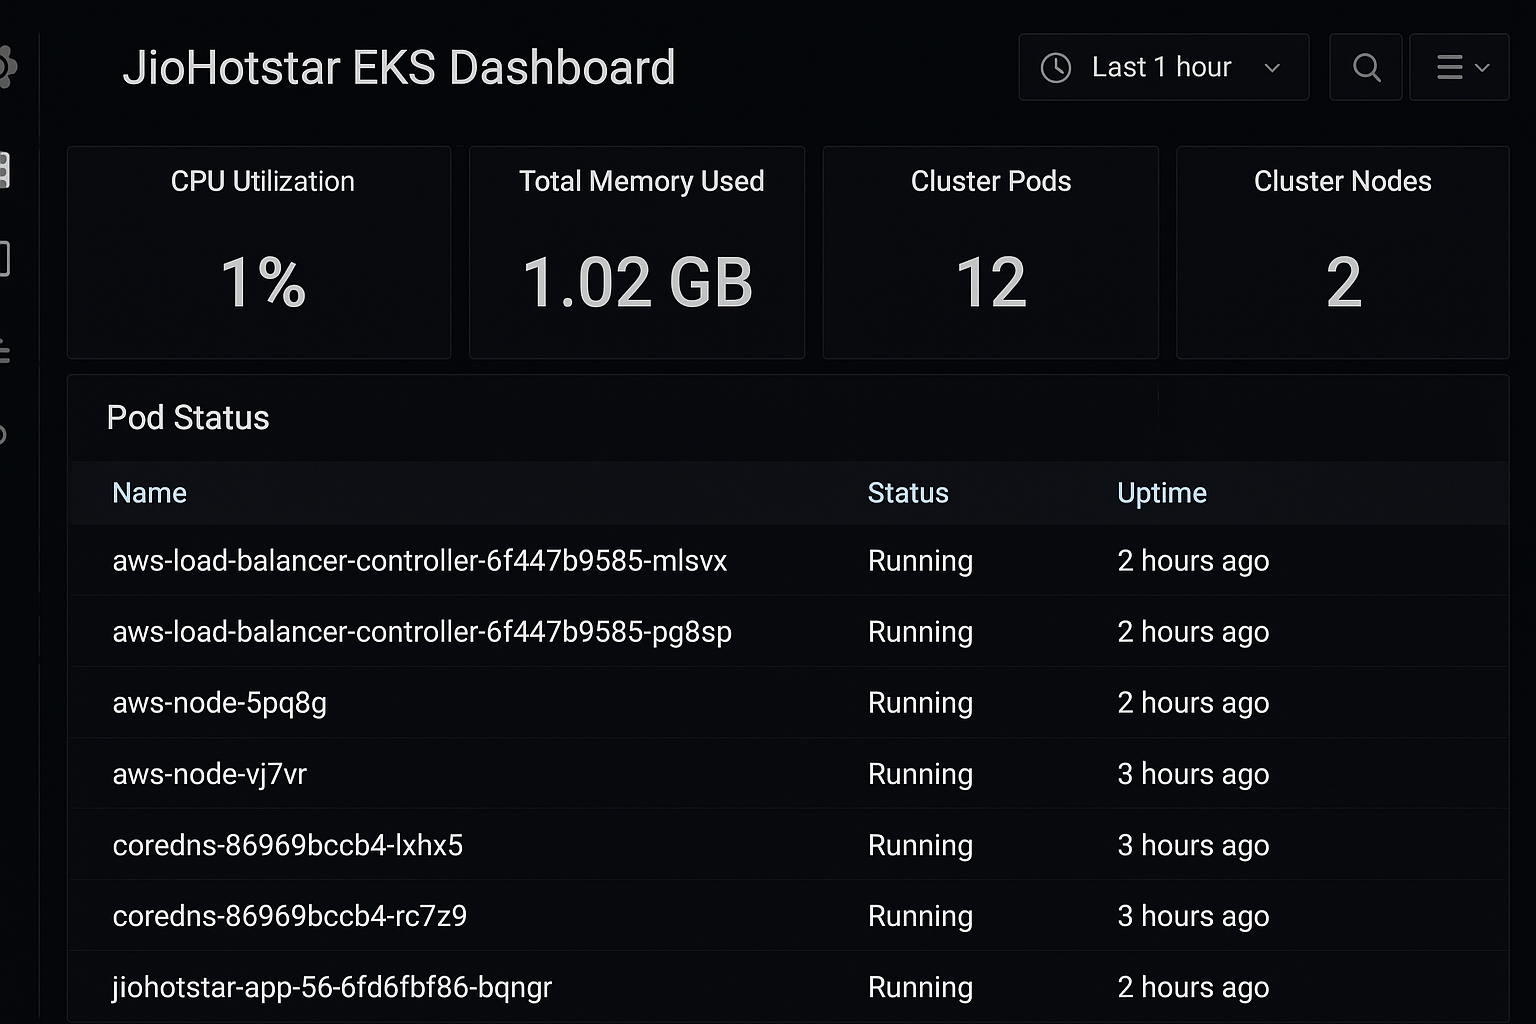 JioHotstar EKS Dashboard
Last 1 hour
CPU Utilization
Total Memory Used
Cluster Pods
Cluster Nodes
1%
1.02 GB
12
2
Pod Status
Name Status Uptime
aws-load-balancer-controller-6f447b9585-mlsvx Running 2 hours ago
aws-load-balancer-controller-6f447b9585-pg8sp Running 2 hours ago
aws-node-5pq8g Running 2 hours ago
aws-node-vj7vr Running 3 hours ago
coredns-86969bccb4-lxhx5 Running 3 hours ago
coredns-86969bccb4-rc7z9 Running 3 hours ago
jiohotstar-app-56-6fd6fbf86-bqngr Running 2 hours ago